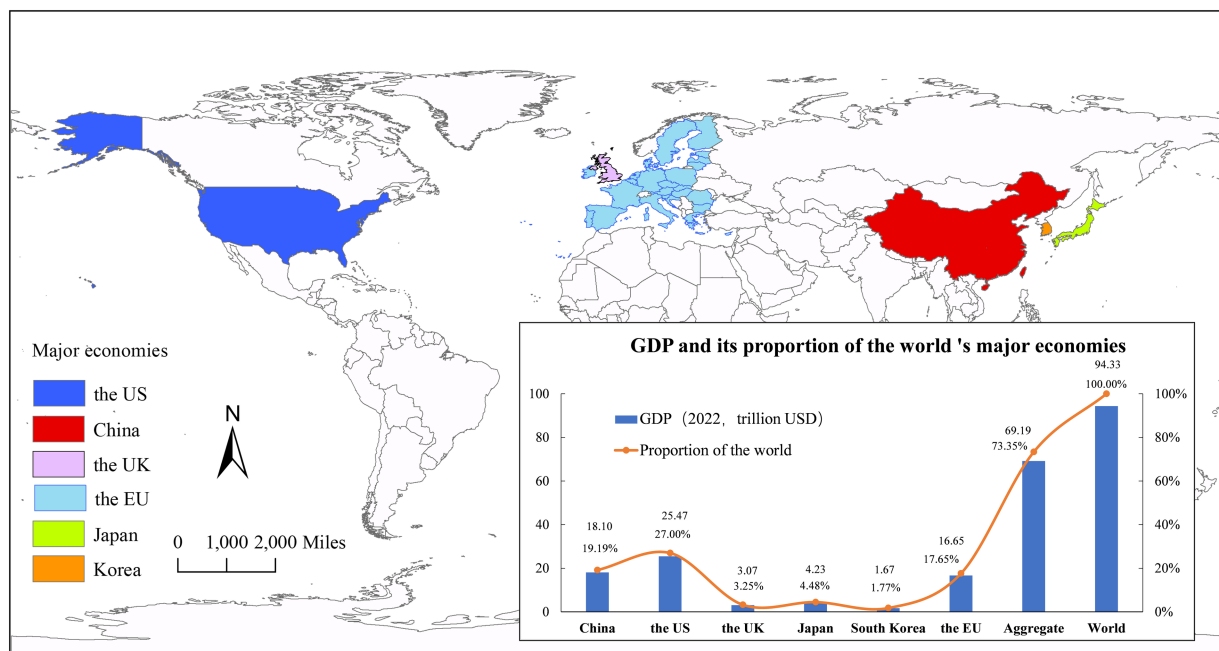 Major economies
the US
China
the UK
the EU
Japan
Korea
N
0 1,000 2,000 Miles
GDP and its proportion of the world 's major economies
GDP（2022，trillion USD）
Proportion of the world
100
80
60
40
20
0
100%
80%
60%
40%
20%
0%
18.10
19.19%
25.47
27.00%
3.07
3.25%
4.23
4.48%
1.67
1.77%
16.65
17.65%
69.19
73.35%
94.33
100.00%
China the US the UK Japan South Korea the EU Aggregate World